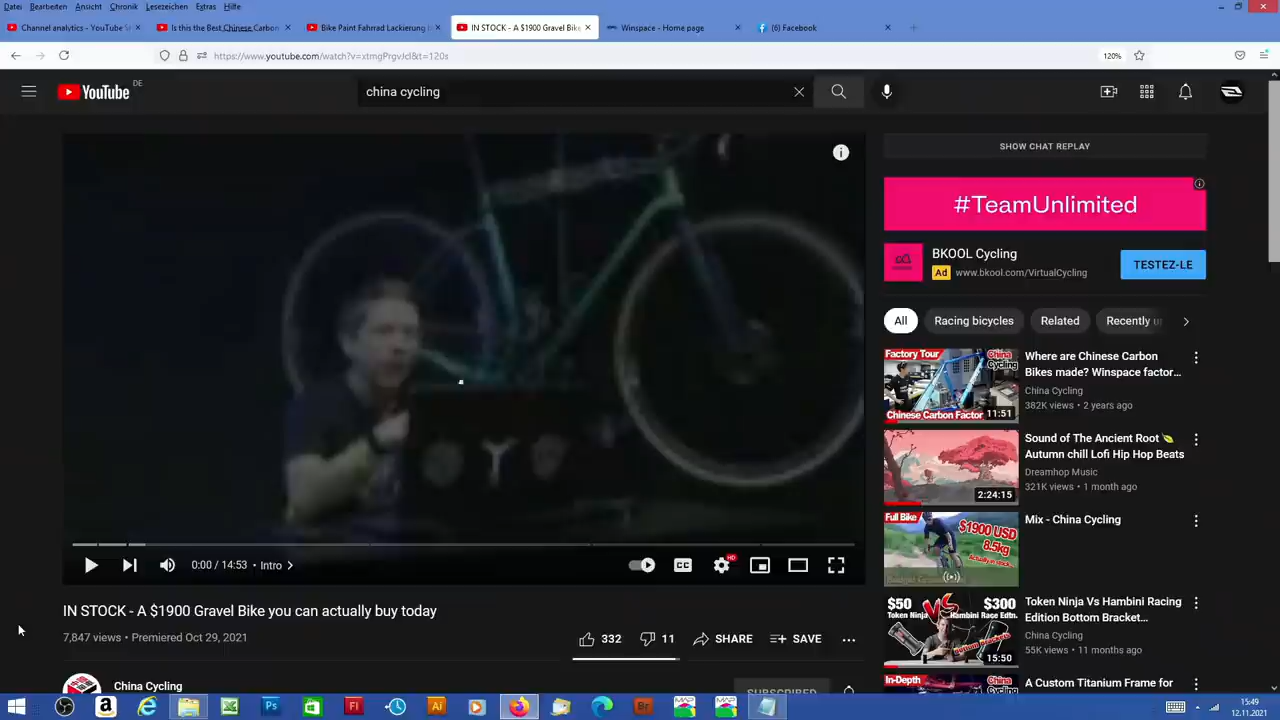 Datei Bearbeiten Ansicht Chronik Lesezeichen Extras Hilfe
Channel analytics - YouTube S
Is this the Best Chinese Carbon
Bike Paint Fahrrad Lackierung
IN STOCK - A $1900 Gravel Bike
Winspace - Home page
(6) Facebook
https://www.youtube.com/watch?v=xtmgPrgvJcI&t=120s
120%
YouTube DE
china cycling
SHOW CHAT REPLAY
#TeamUnlimited
BKOOL Cycling
Ad www.bkool.com/VirtualCycling
TESTEZ-LE
All Racing bicycles Related Recently
Factory Tour
China Cycling
Chinese Carbon Factor
11:51
Where are Chinese Carbon
Bikes made? Winspace factor...
China Cycling
382K views • 2 years ago
2:24:15
Sound of The Ancient Root
Autumn chill Lofi Hip Hop Beats
Dreamhop Music
321K views • 1 month ago
Full Bike
$1900 USD
8.5kg
Mix - China Cycling
0:00 / 14:53 • Intro
HD
IN STOCK - A $1900 Gravel Bike you can actually buy today
7,847 views • Premiered Oct 29, 2021
332
11
SHARE
SAVE
$50
Token Ninja
VS
$300
Hambini Race Edtn.
15:50
Token Ninja Vs Hambini Racing
Edition Bottom Bracket...
China Cycling
55K views • 11 months ago
China Cycling
SUBSCRIBED
In-Depth
A Custom Titanium Frame for
15:49
12.11.2021